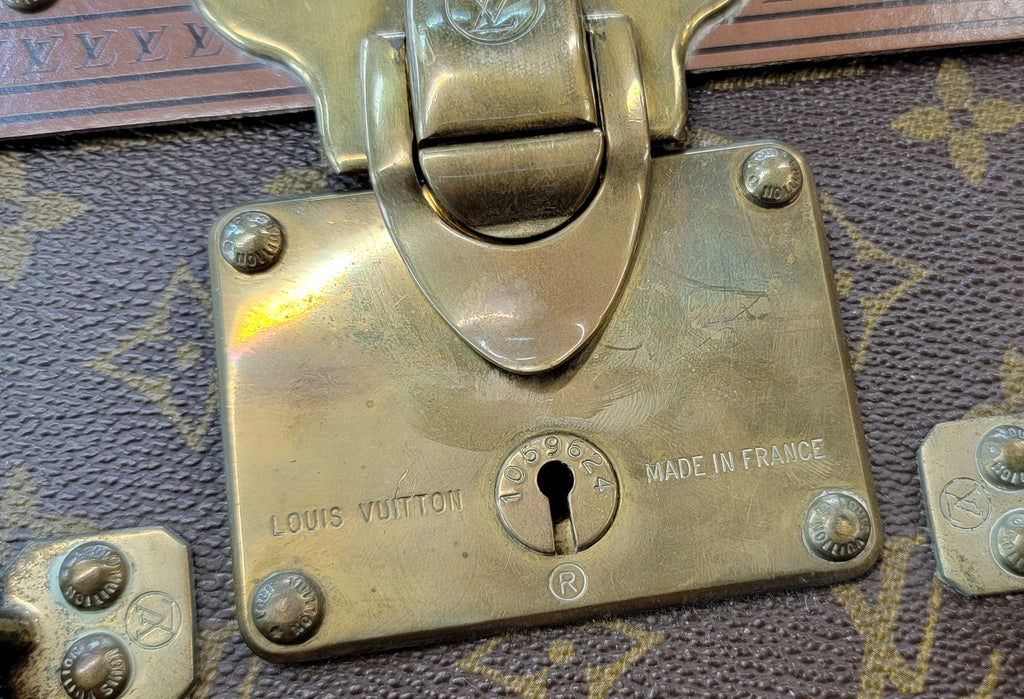 LOUIS VUITTON
1059624
MADE IN FRANCE
®